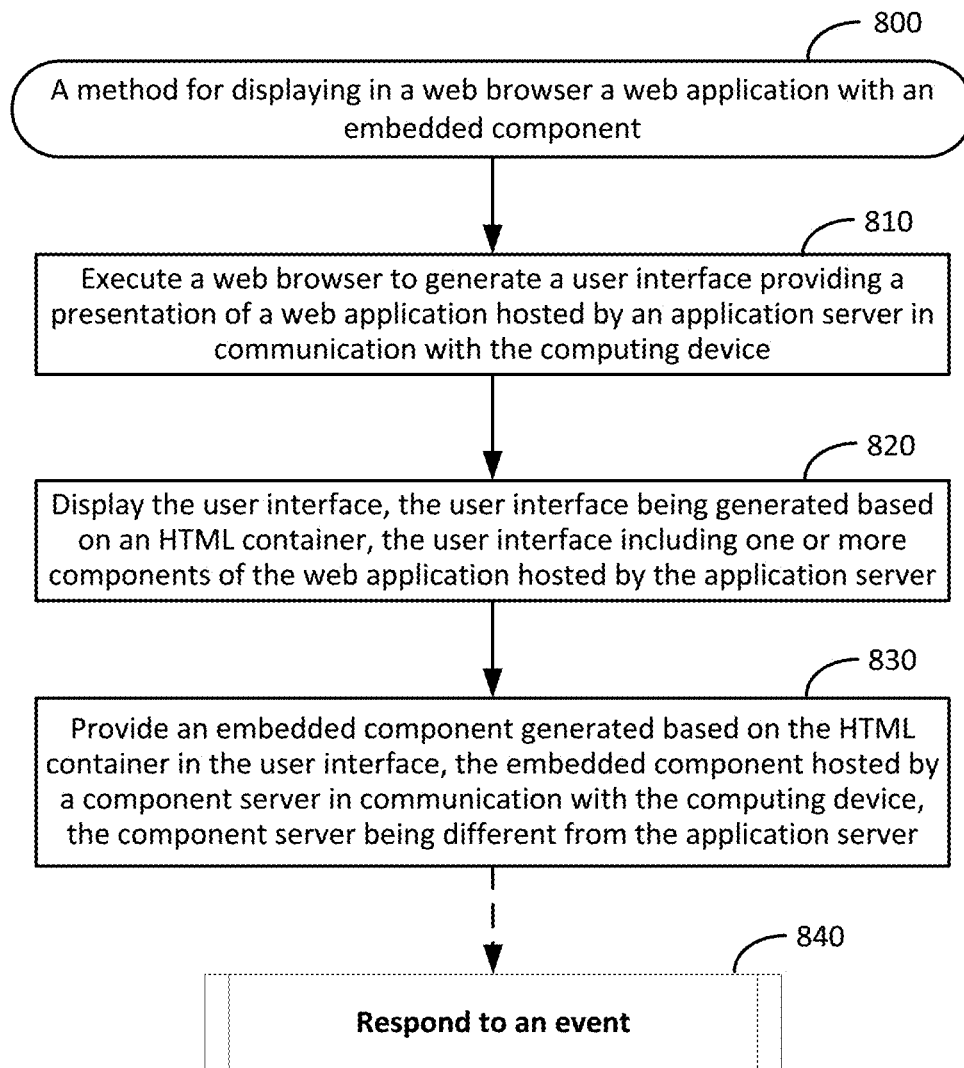 800
A method for displaying in a web browser a web application with an
embedded component
810
Execute a web browser to generate a user interface providing a
presentation of a web application hosted by an application server in
communication with the computing device
820
Display the user interface, the user interface being generated based
on an HTML container, the user interface including one or more
components of the web application hosted by the application server
830
Provide an embedded component generated based on the HTML
container in the user interface, the embedded component hosted by
a component server in communication with the computing device,
the component server being different from the application server
840
Respond to an event